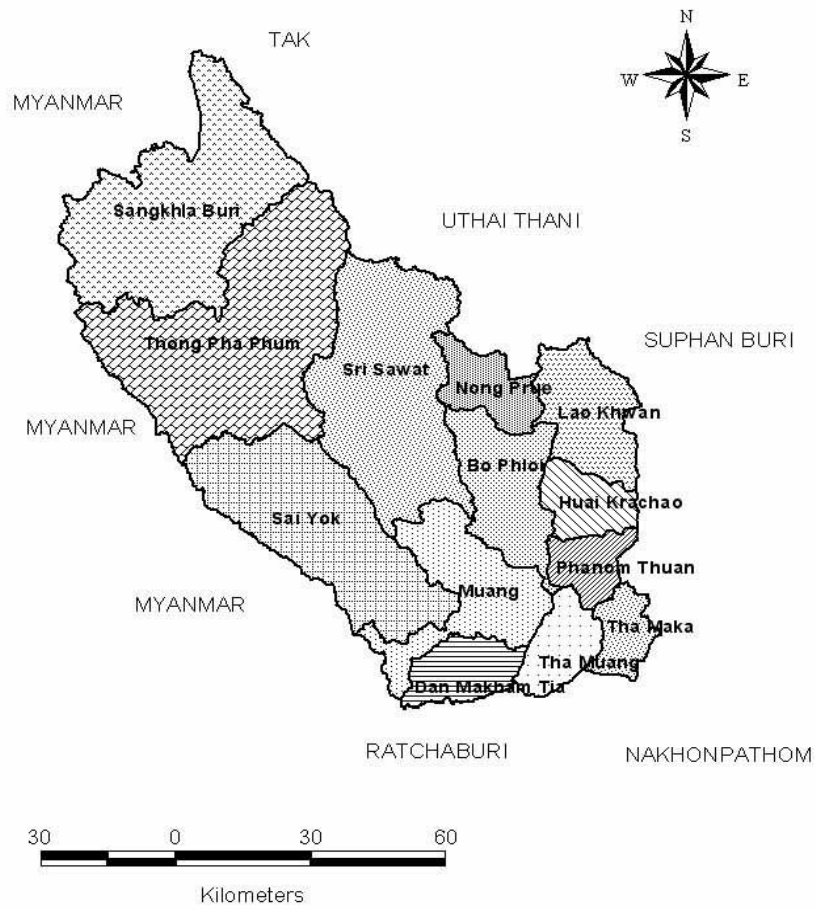 TAK
N
MYANMAR
W
E
S
Sangkhla Buri
UTHAI THANI
Thong Pha Phum
SUPHAN BURI
Sri Sawat
Nong Prue
Lao Khwan
MYANMAR
Bo Phloi
Huai Krachao
Sai Yok
Phanom Thuan
Muang
MYANMAR
Tha Maka
Tha Muang
Dan Makham Tia
RATCHABURI
NAKHONPATHOM
30 0 30 60
Kilometers